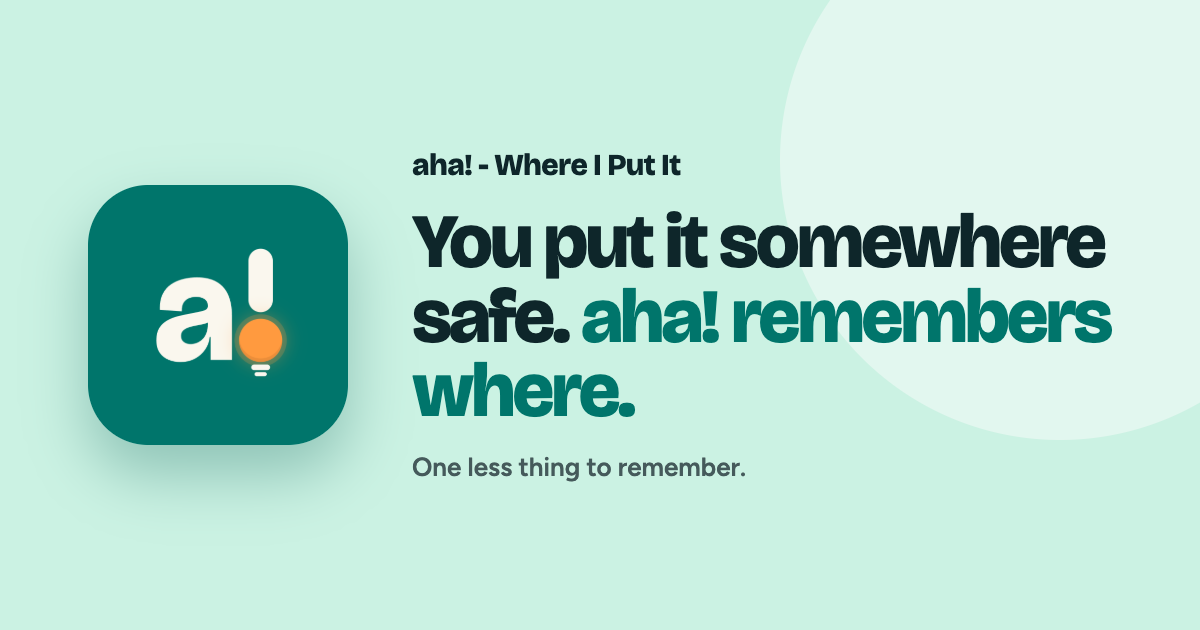 a!
aha! - Where I Put It
You put it somewhere
safe. aha! remembers
where.
One less thing to remember.